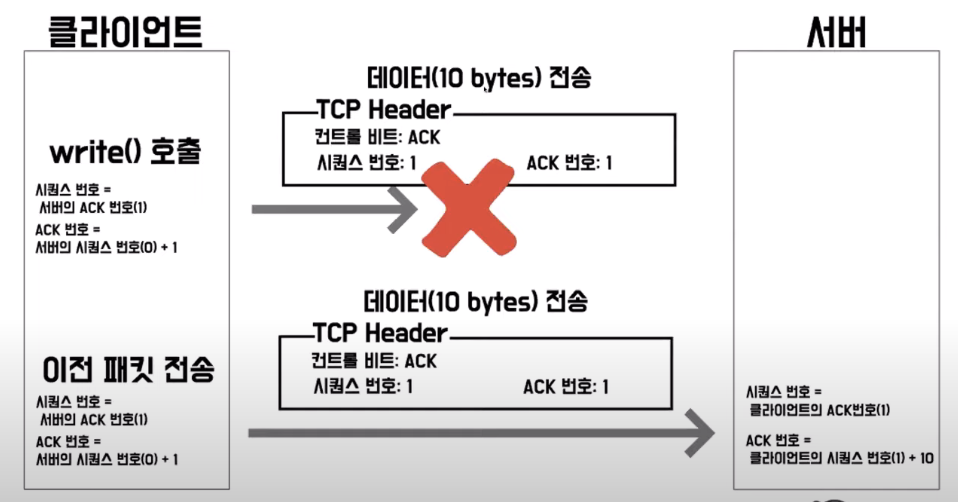 클라이언트
서버
데이터(10 bytes) 전송
TCP Header
컨트롤 비트: ACK
시퀀스 번호: 1 ACK 번호: 1
write() 호출
시퀀스 번호 =
서버의 ACK 번호(1)
ACK 번호 =
서버의 시퀀스 번호(0) + 1
데이터(10 bytes) 전송
TCP Header
컨트롤 비트: ACK
시퀀스 번호: 1 ACK 번호: 1
이전 패킷 전송
시퀀스 번호 =
서버의 ACK 번호(1)
ACK 번호 =
서버의 시퀀스 번호(0) + 1
시퀀스 번호 =
클라이언트의 ACK번호(1)
ACK 번호 =
클라이언트의 시퀀스 번호(1) + 10